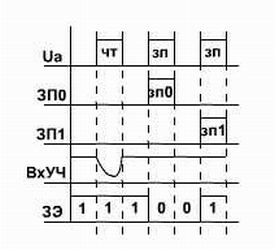 Ua чт зп зп
ЗП0 зп0
ЗП1 зп1
ВхУЧ
ЗЭ 1 1 1 0 0 1